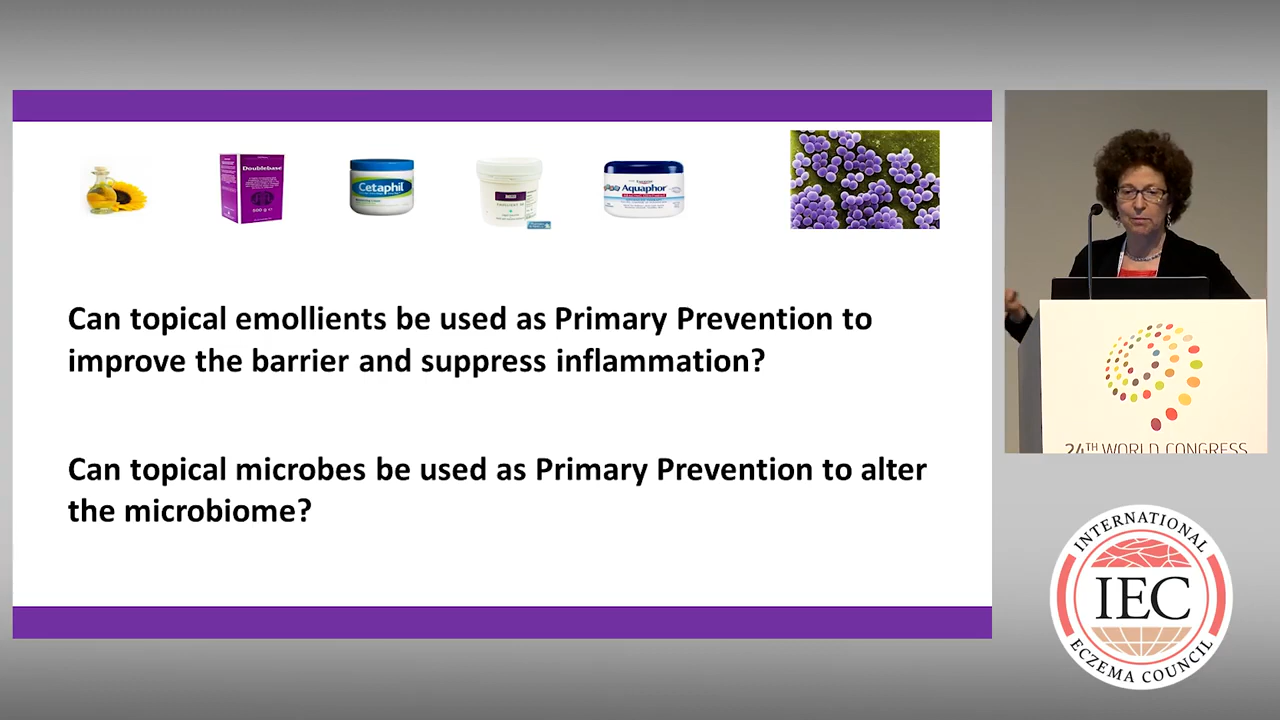 Doublebase
500 g e
Cetaphil
Aquaphor
Can topical emollients be used as Primary Prevention to
improve the barrier and suppress inflammation?
Can topical microbes be used as Primary Prevention to alter
the microbiome?
24TH WORLD CONGRESS
INTERNATIONAL
IEC
ECZEMA COUNCIL